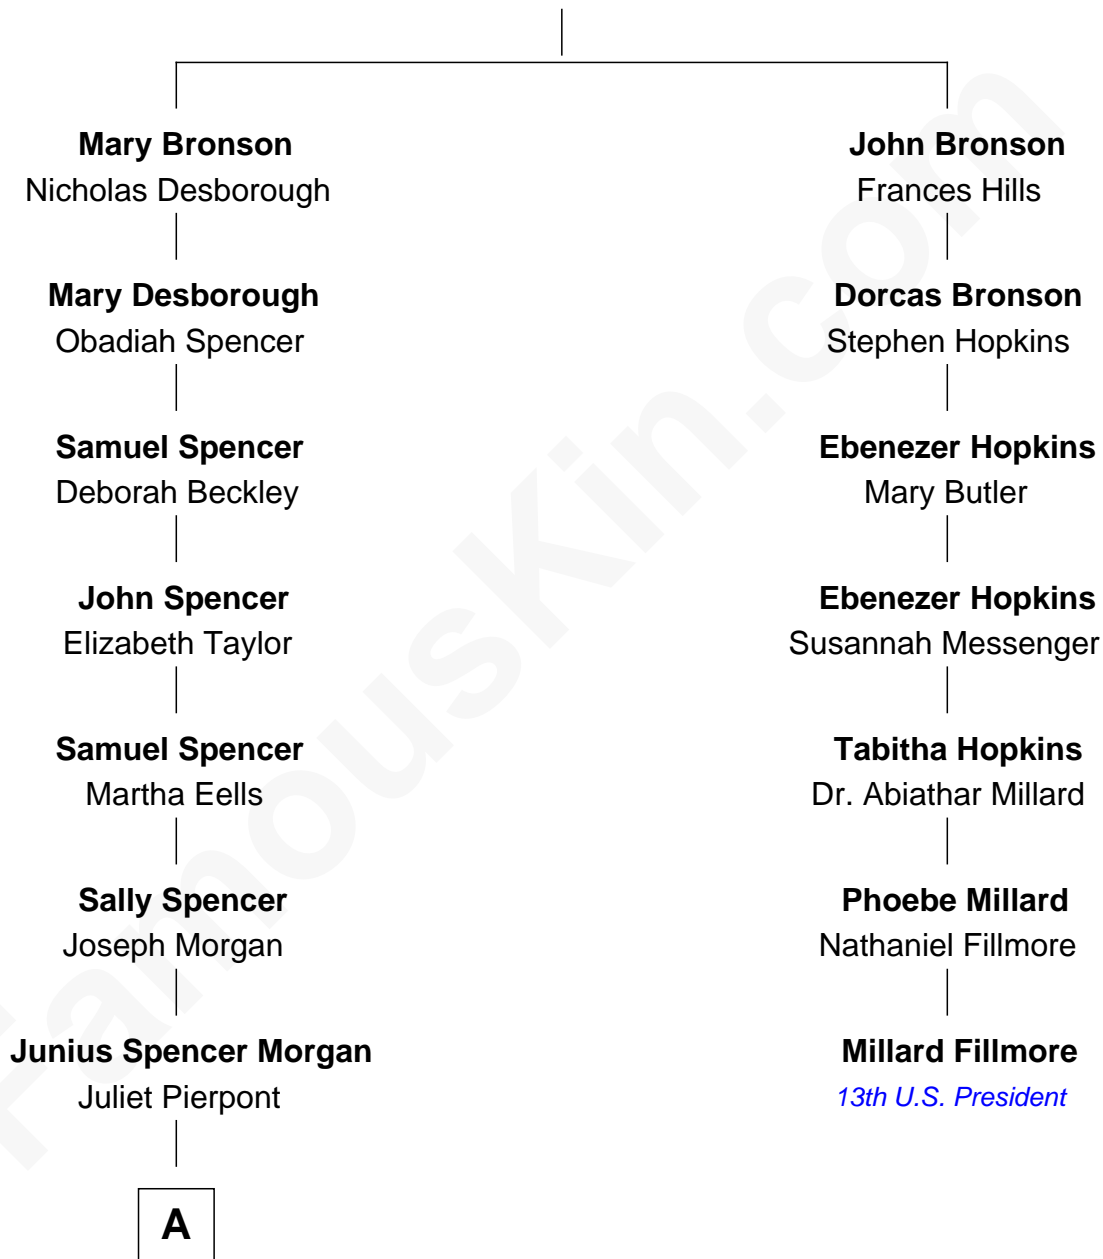 Mary Bronson
Nicholas Desborough
Mary Desborough
Obadiah Spencer
Samuel Spencer
Deborah Beckley
John Spencer
Elizabeth Taylor
Samuel Spencer
Martha Eells
Sally Spencer
Joseph Morgan
Junius Spencer Morgan
Juliet Pierpont
A
John Bronson
Frances Hills
Dorcas Bronson
Stephen Hopkins
Ebenezer Hopkins
Mary Butler
Ebenezer Hopkins
Susannah Messenger
Tabitha Hopkins
Dr. Abiathar Millard
Phoebe Millard
Nathaniel Fillmore
Millard Fillmore
13th U.S. President
FamousKin.com